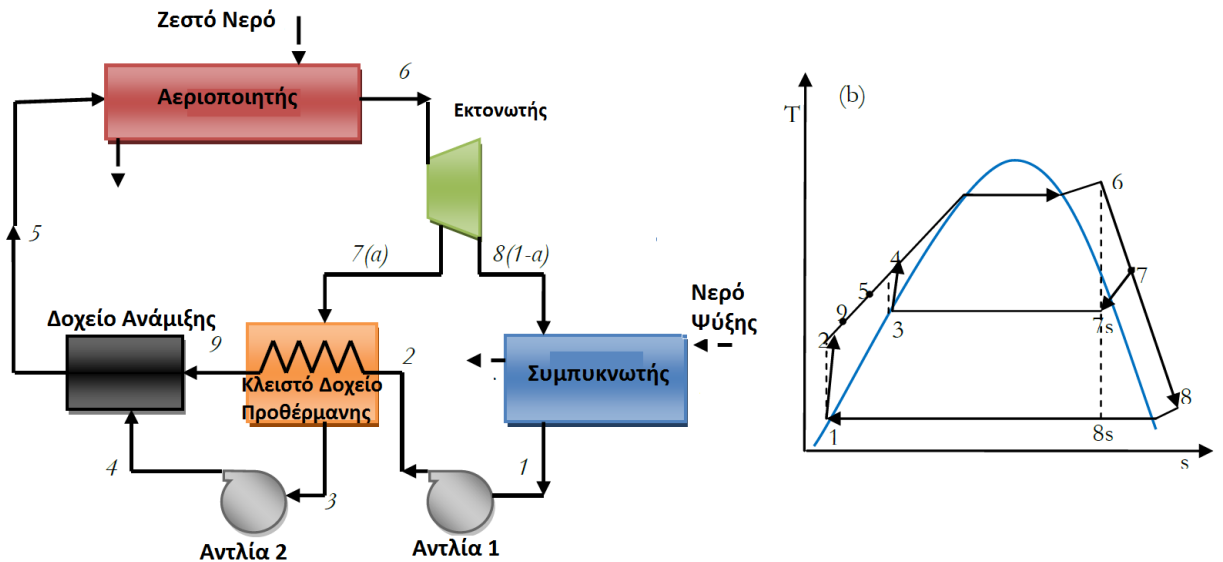 Ζεστό Νερό
Αεριοποιητής
6
Εκτονωτής
5
7(a)
8(1-a)
Νερό
Ψύξης
Δοχείο Ανάμιξης
9
2
Κλειστό Δοχείο
Προθέρμανης
Συμπυκνωτής
4
3
1
Αντλία 2
Αντλία 1
(b)
T
6
4
5
7
9
2
3
7s
8
1
8s
s